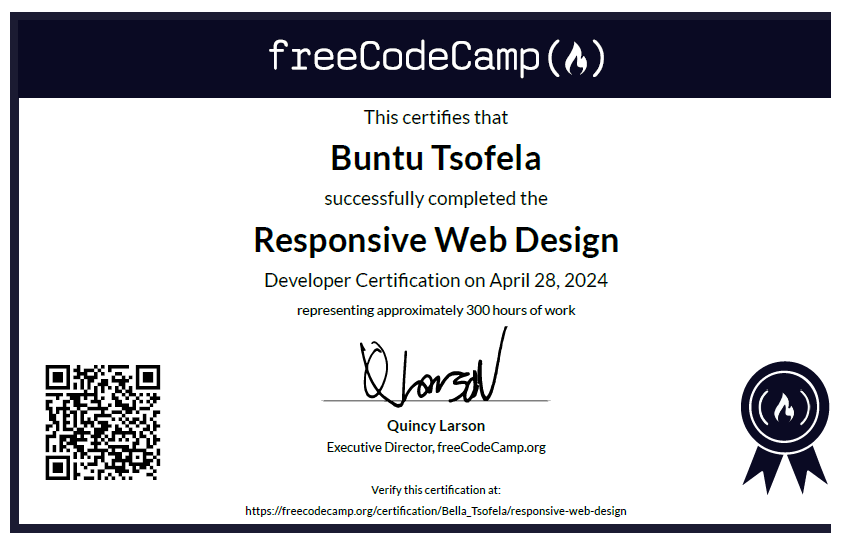 freeCodeCamp
This certifies that
Buntu Tsofela
successfully completed the
Responsive Web Design
Developer Certification on April 28, 2024
representing approximately 300 hours of work
Q Larson
Quincy Larson
Executive Director, freeCodeCamp.org
Verify this certification at:
https://freecodecamp.org/certification/Bella_Tsofela/responsive-web-design